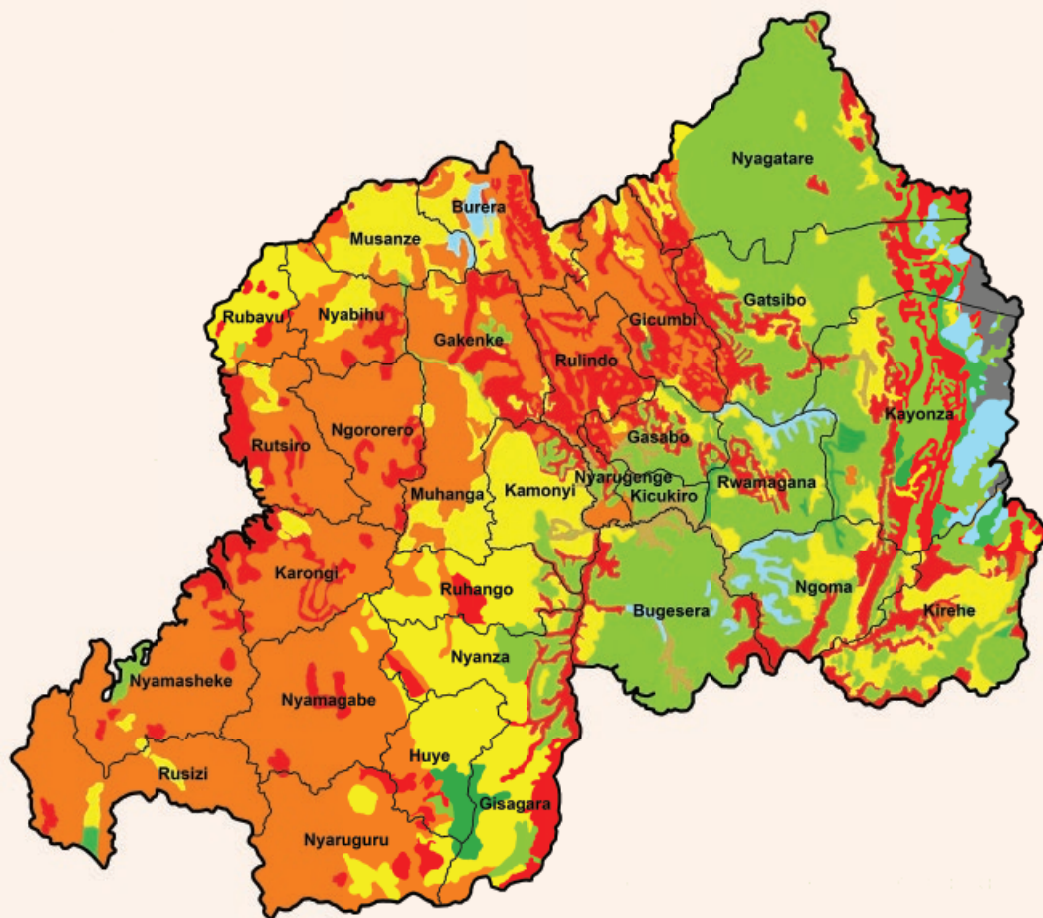 Nyagatare
Burera
Musanze
Gatsibo
Rubavu
Nyabihu
Gicumbi
Gakenke
Rulindo
Kayonza
Rutsiro
Ngororero
Gasabo
Nyarugenge
Rwamagana
Muhanga
Kamonyi
Kicukiro
Karongi
Ruhango
Ngoma
Bugesera
Kirehe
Nyanza
Nyamasheke
Nyamagabe
Huye
Rusizi
Gisagara
Nyaruguru